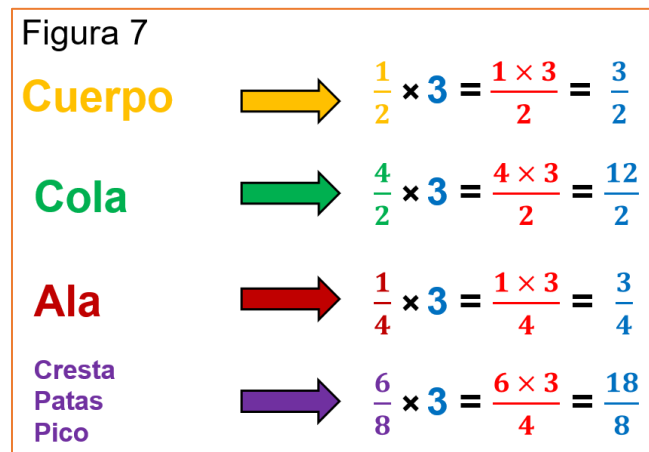 Figura 7
Cuerpo 1/2 × 3 = (1 × 3)/2 = 3/2
Cola 4/2 × 3 = (4 × 3)/2 = 12/2
Ala 1/4 × 3 = (1 × 3)/4 = 3/4
Cresta
Patas 6/8 × 3 = (6 × 3)/4 = 18/8
Pico